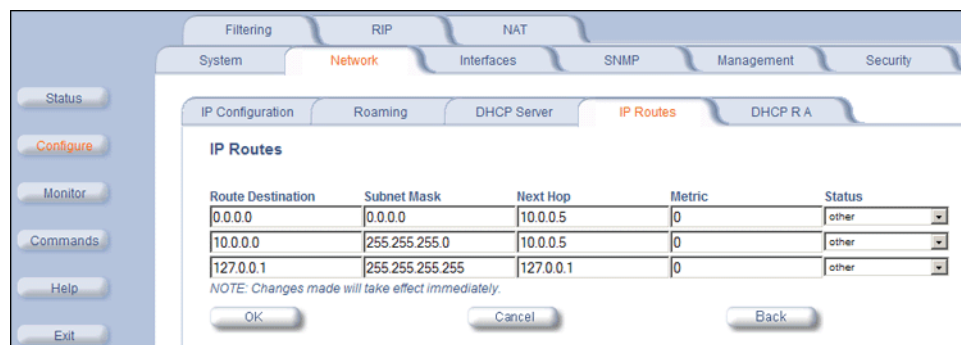 Filtering RIP NAT
System Network Interfaces SNMP Management Security
Status
IP Configuration Roaming DHCP Server IP Routes DHCP R A
Configure
IP Routes
Monitor
Route Destination Subnet Mask Next Hop Metric Status
0.0.0.0 0.0.0.0 10.0.0.5 0 other
Commands
10.0.0.0 255.255.255.0 10.0.0.5 0 other
127.0.0.1 255.255.255.255 127.0.0.1 0 other
Help
NOTE: Changes made will take effect immediately.
OK Cancel Back
Exit